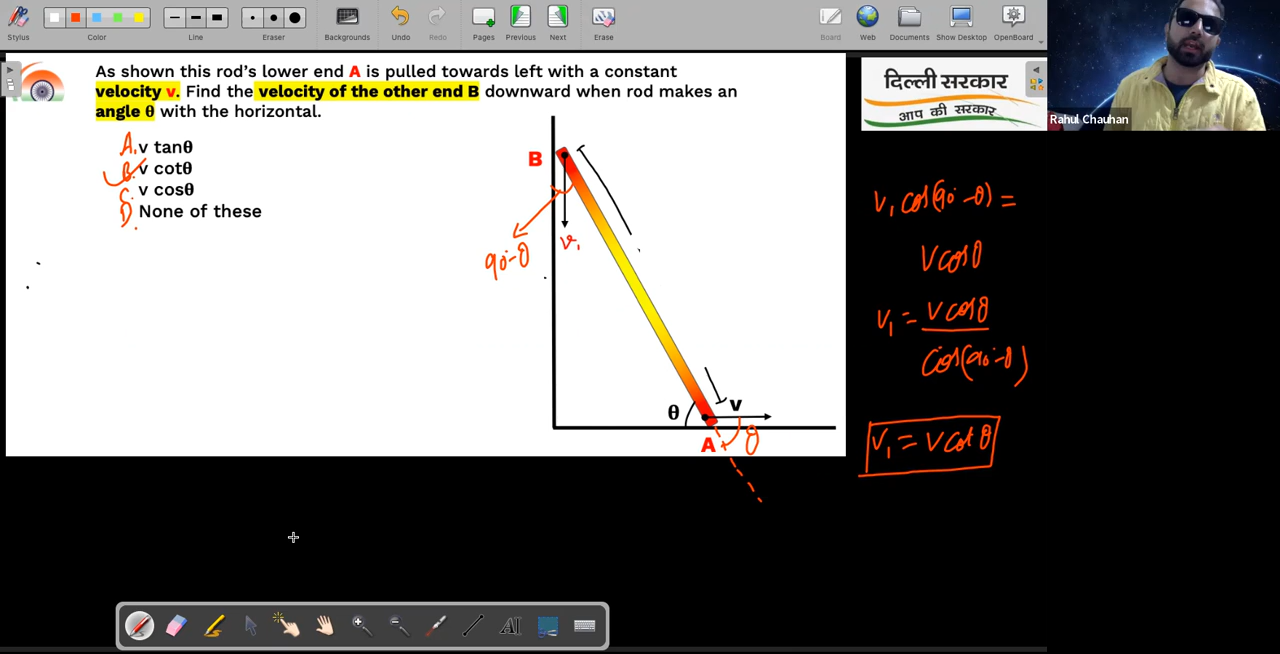 Stylus
Color
Line
Eraser
Backgrounds
Undo
Redo
Pages
Previous
Next
Erase
Board
Web
Documents
Show Desktop
OpenBoard
As shown this rod's lower end A is pulled towards left with a constant
velocity v. Find the velocity of the other end B downward when rod makes an
angle θ with the horizontal.
A. v tanθ
B. v cotθ
C. v cosθ
D. None of these
B
90°-θ
v₁
θ
v
A
θ
दिल्ली सरकार
आप की सरकार
Rahul Chauhan
v₁ cos(90°-θ) =
v cosθ
v₁ = v cosθ
cos(90°-θ)
v₁ = v cot θ
AI